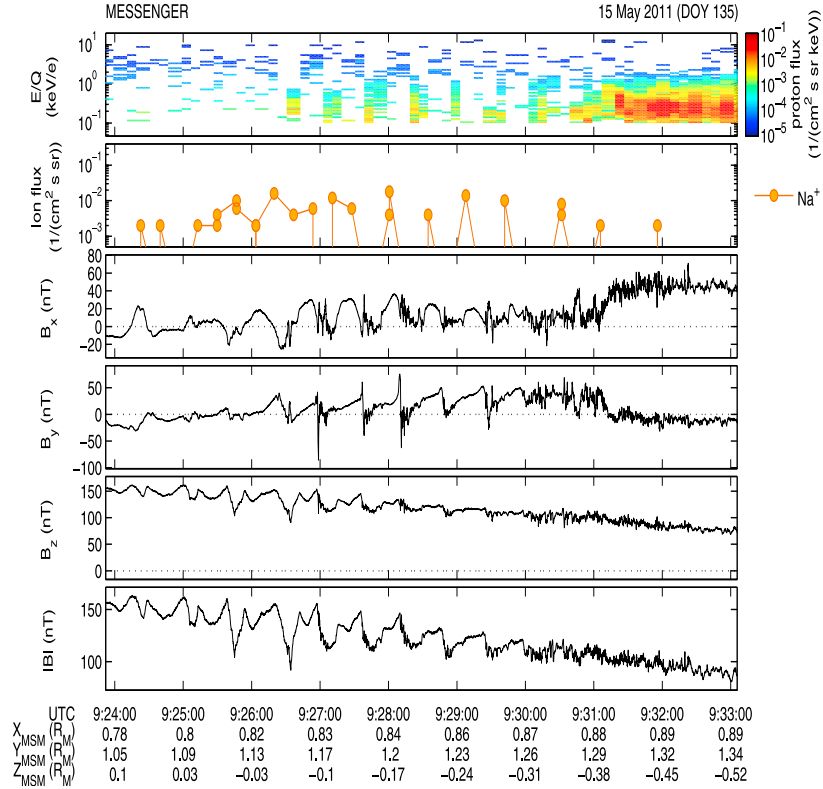 MESSENGER 15 May 2011 (DOY 135)
E/Q
(keV/e)
10^1
10^0
10^-1
10^-1
10^-2
10^-3
10^-4
10^-5
proton flux
(1/(cm^2 s sr keV))
Ion flux
(1/(cm^2 s sr))
10^-1
10^-2
10^-3
Na^+
B_x (nT)
80
60
40
20
0
−20
B_y (nT)
50
0
−50
−100
B_z (nT)
150
100
50
0
IBI (nT)
150
100
UTC 9:24:00 9:25:00 9:26:00 9:27:00 9:28:00 9:29:00 9:30:00 9:31:00 9:32:00 9:33:00
X_MSM (R_M) 0.78 0.8 0.82 0.83 0.84 0.86 0.87 0.88 0.89 0.89
Y_MSM (R_M) 1.05 1.09 1.13 1.17 1.2 1.23 1.26 1.29 1.32 1.34
Z_MSM (R_M) 0.1 0.03 −0.03 −0.1 −0.17 −0.24 −0.31 −0.38 −0.45 −0.52